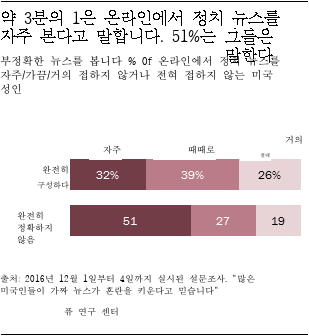 약 3분의 1은 온라인에서 정치 뉴스를
자주 본다고 말합니다. 51%는 그들은
말한다
부정확한 뉴스를 봅니다 % Of 온라인에서 정치 뉴스를
자주/가끔/거의 접하지 않거나 전혀 접하지 않는 미국
성인
거의
자주 때때로
완전히
구성하다
32% 39% 26%
완전히
정확하지
않음
51 27 19
출처: 2016년 12월 1일부터 4일까지 실시된 설문조사. "많은
미국인들이 가짜 뉴스가 혼란을 키운다고 믿습니다"
퓨 연구 센터